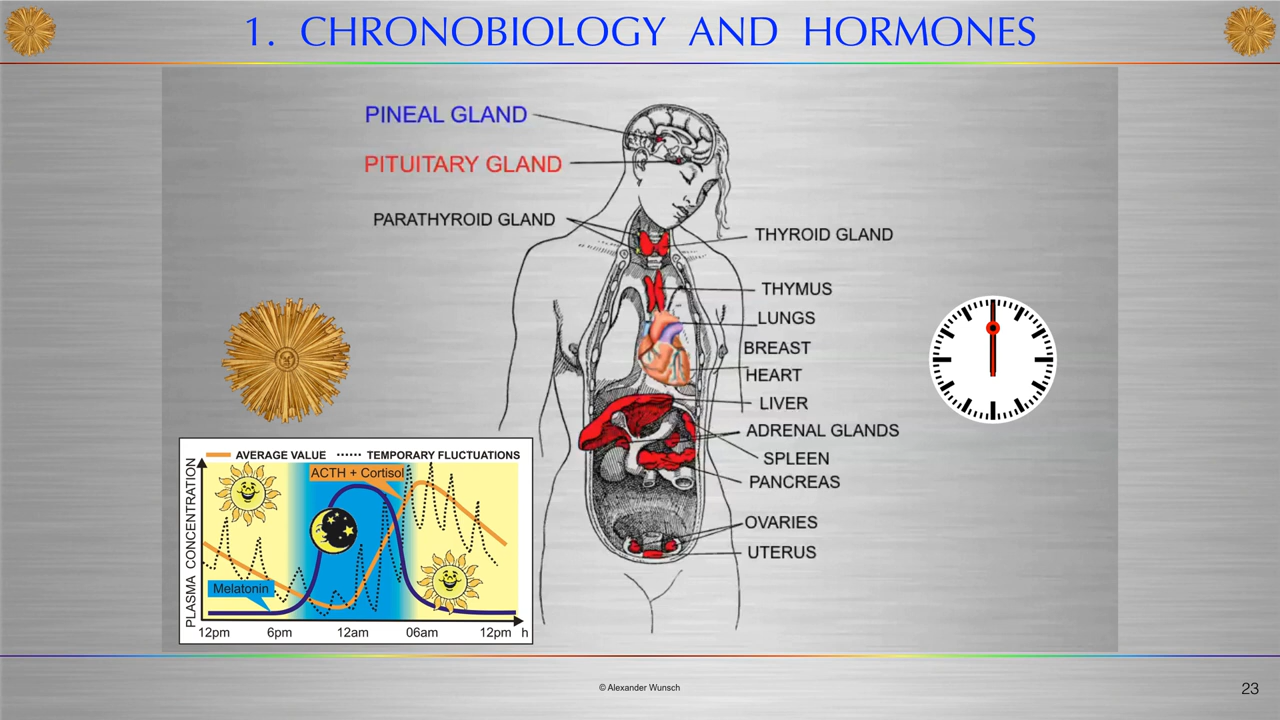 1. CHRONOBIOLOGY AND HORMONES
PINEAL GLAND
PITUITARY GLAND
PARATHYROID GLAND
THYROID GLAND
THYMUS
LUNGS
BREAST
HEART
LIVER
ADRENAL GLANDS
SPLEEN
PANCREAS
OVARIES
UTERUS
AVERAGE VALUE TEMPORARY FLUCTUATIONS
ACTH + Cortisol
PLASMA CONCENTRATION
Melatonin
12pm 6pm 12am 06am 12pm h
© Alexander Wunsch
23